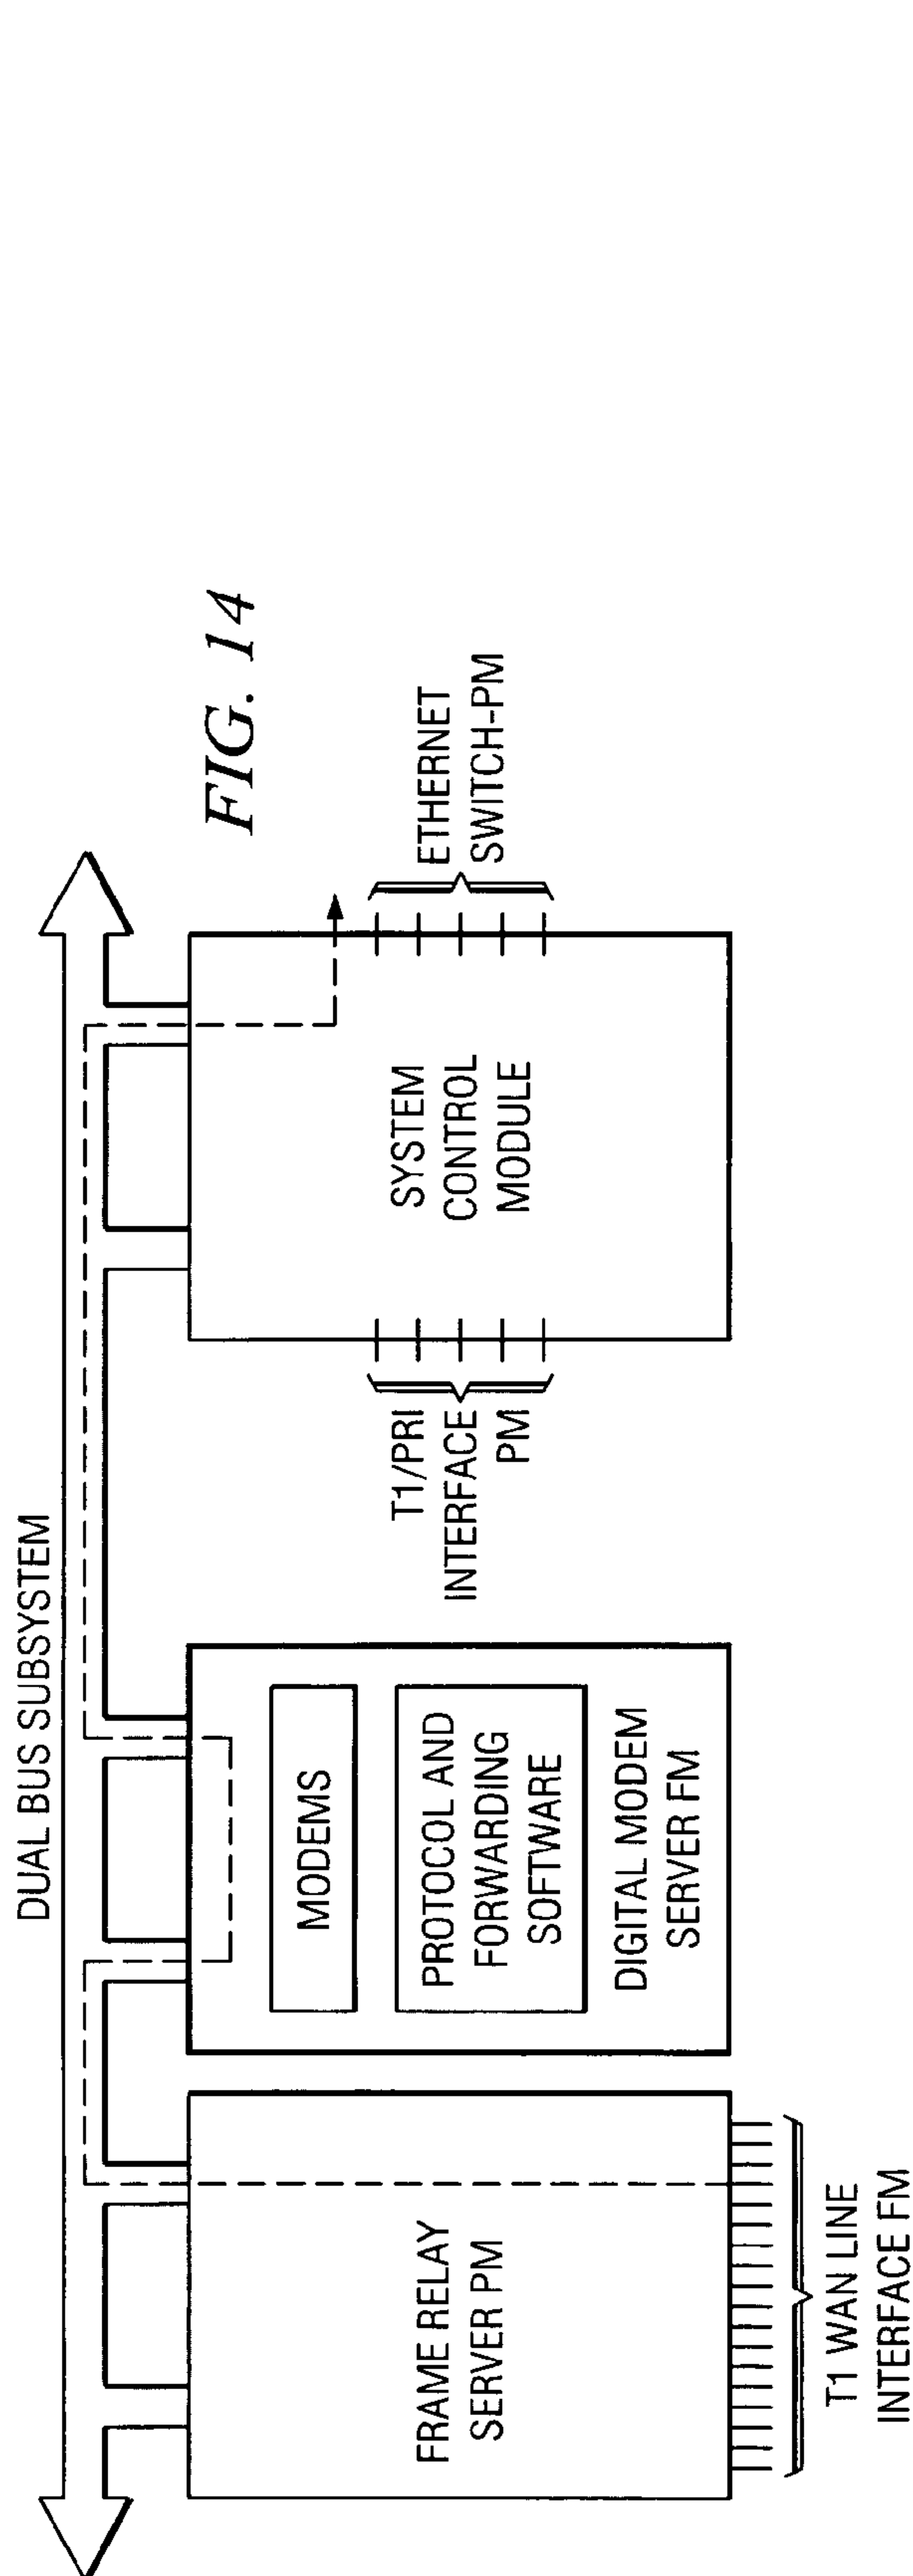 DUAL BUS SUBSYSTEM
FIG. 14
FRAME RELAY
SERVER PM
T1 WAN LINE
INTERFACE FM
MODEMS
PROTOCOL AND
FORWARDING
SOFTWARE
DIGITAL MODEM
SERVER FM
T1/PRI
INTERFACE
PM
SYSTEM
CONTROL
MODULE
ETHERNET
SWITCH-PM